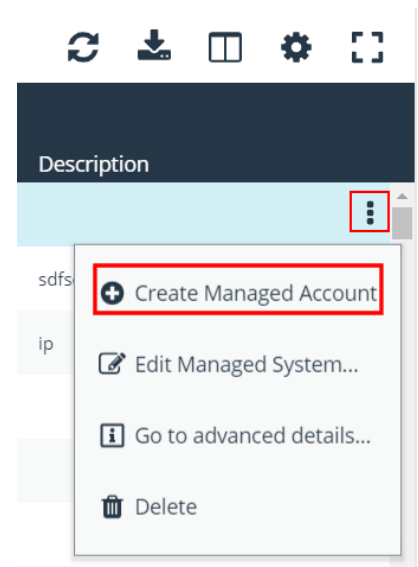 Description
sdfs
Create Managed Account
ip
Edit Managed System...
Go to advanced details...
Delete